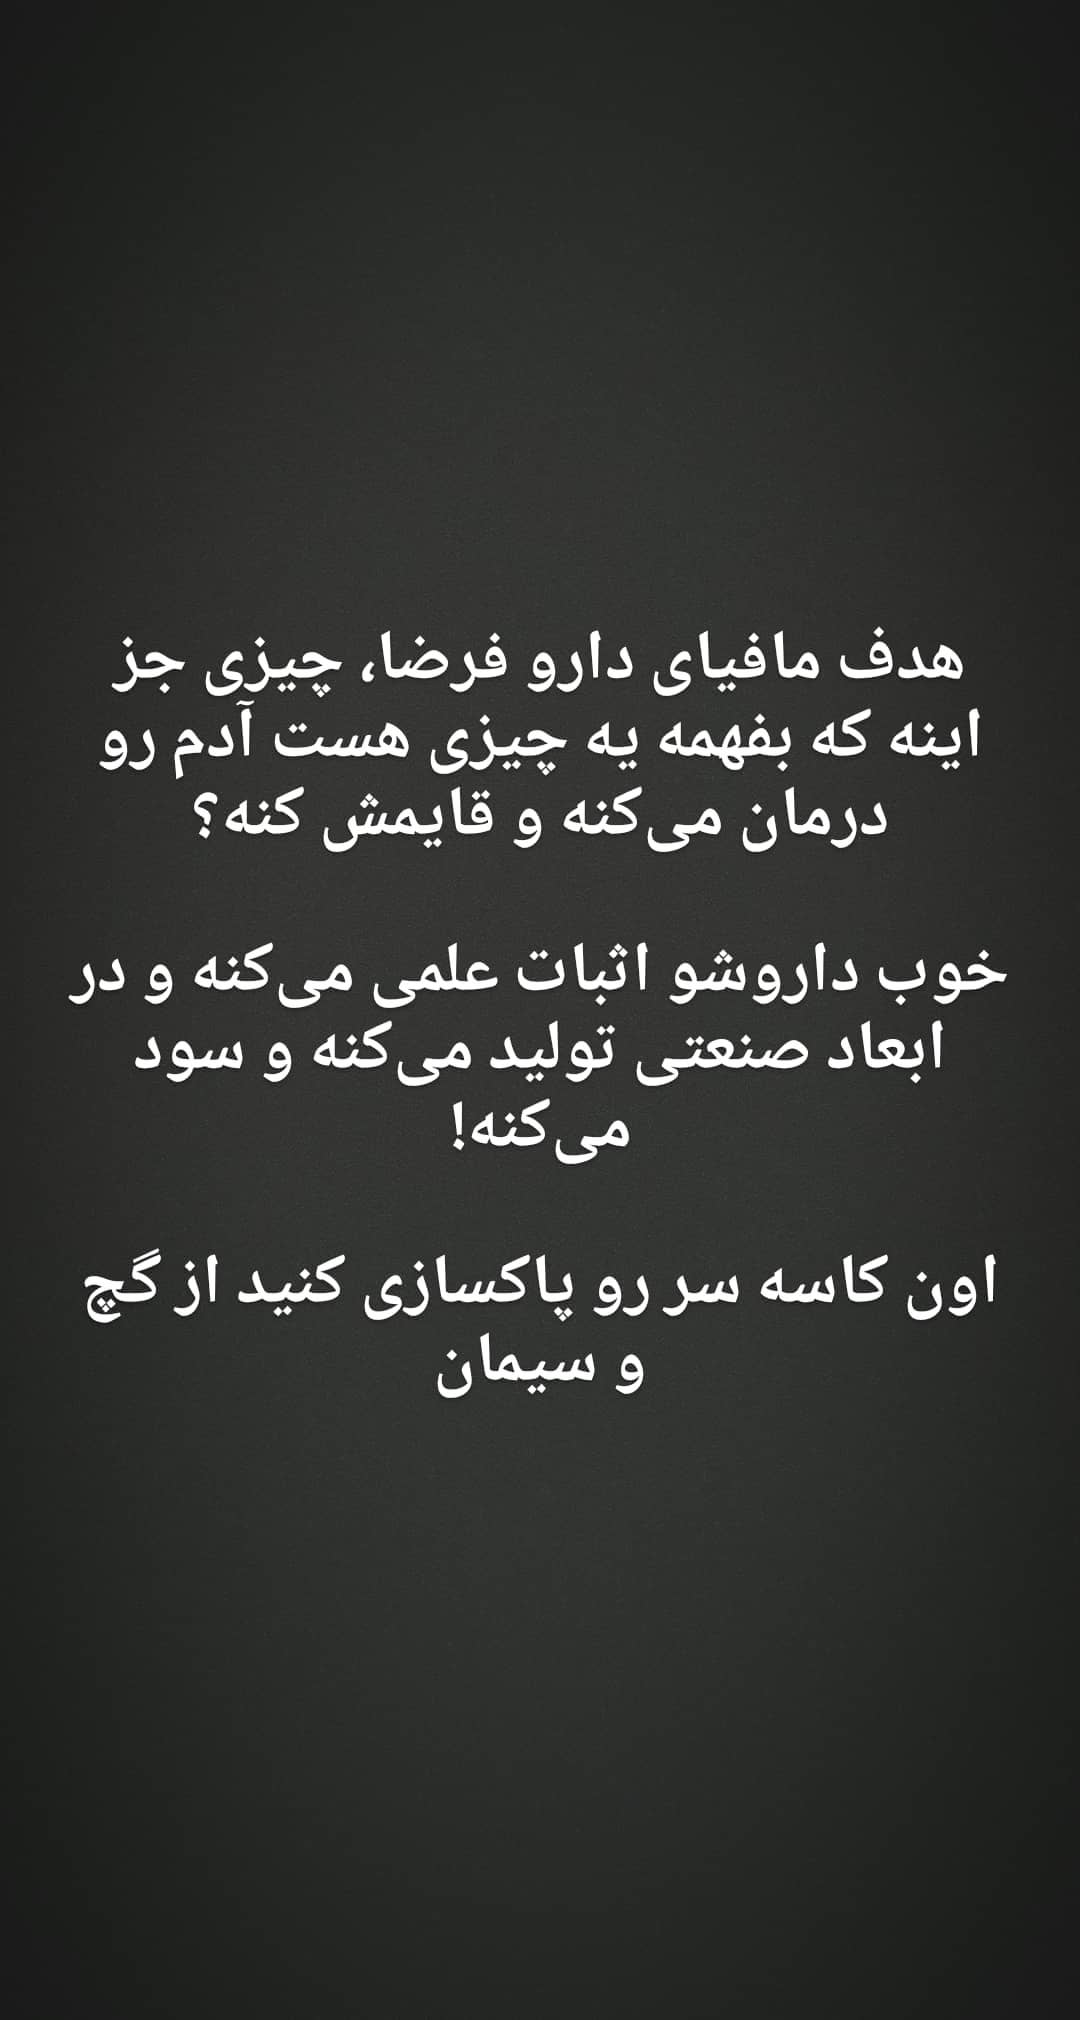 هدف مافیای دارو فرضا، چیزی جز
اینه که بفهمه یه چیزی هست آدم رو
درمان می‌کنه و قایمش کنه؟
خوب داروشو اثبات علمی می‌کنه و در
ابعاد صنعتی تولید می‌کنه و سود
می‌کنه!
اون کاسه سر رو پاکسازی کنید از گچ
و سیمان